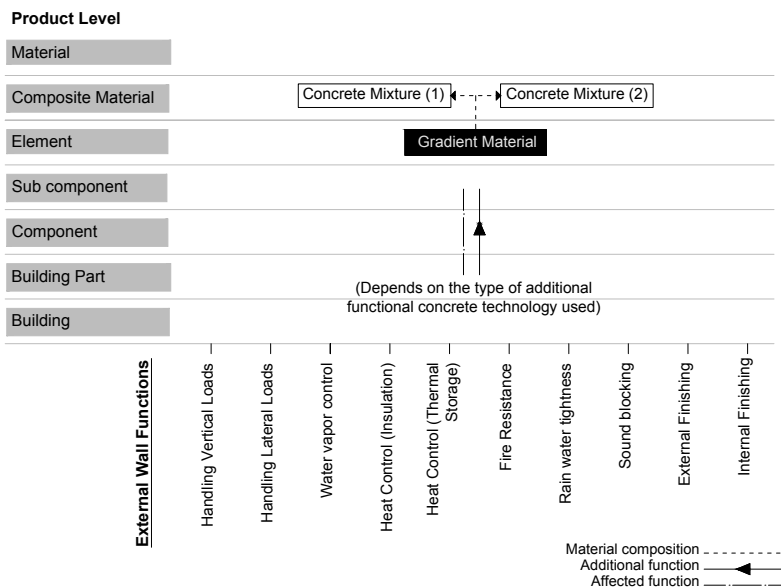 Product Level
Material
Composite Material
Concrete Mixture (1)
Concrete Mixture (2)
Element
Gradient Material
Sub component
Component
Building Part
(Depends on the type of additional
functional concrete technology used)
Building
External Wall Functions
Handling Vertical Loads
Handling Lateral Loads
Water vapor control
Heat Control (Insulation)
Heat Control (Thermal
Storage)
Fire Resistance
Rain water tightness
Sound blocking
External Finishing
Internal Finishing
Material composition
Additional function
Affected function